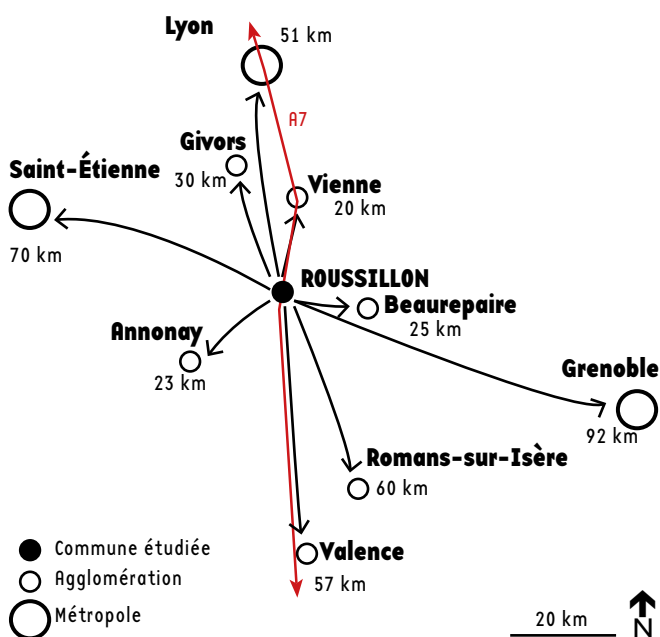 Lyon
51 km
A7
Givors
30 km
Saint-Étienne
70 km
Vienne
20 km
ROUSSILLON
Beaurepaire
25 km
Annonay
23 km
Grenoble
92 km
Romans-sur-Isère
60 km
Valence
57 km
Commune étudiée
Agglomération
Métropole
20 km
N